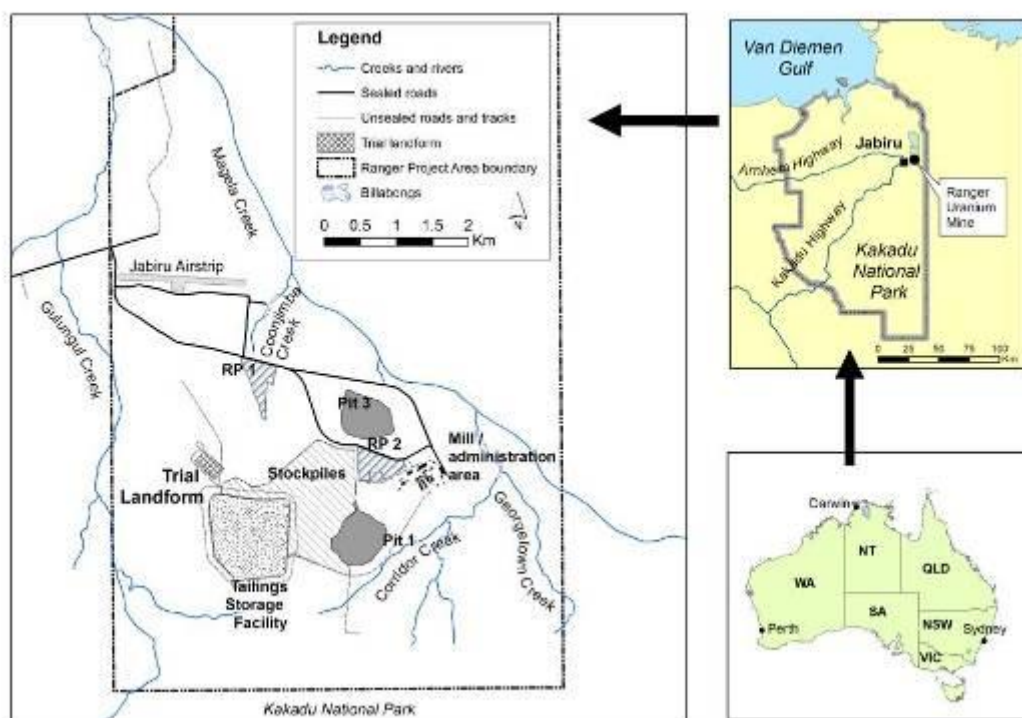 Legend
Creeks and rivers
Sealed roads
Unsealed roads and tracks
Trial landform
Ranger Project Area boundary
Billabongs
0 0.5 1 1.5 2
Km
N
Magela Creek
Jabiru Airstrip
Gulungul Creek
Coonjimba
Creek
RP 1
Pit 3
RP 2
Mill /
administration
area
Stockpiles
Trial
Landform
Pit 1
Corridor Creek
Georgetown Creek
Tailings
Storage
Facility
Kakadu National Park
Van Diemen
Gulf
Jabiru
Arnhem Highway
Ranger
Uranium
Mine
Kakadu Highway
Kakadu
National
Park
0 25 50 75 100
Km
Darwin
NT
QLD
WA
SA
NSW
Perth
Sydney
VIC